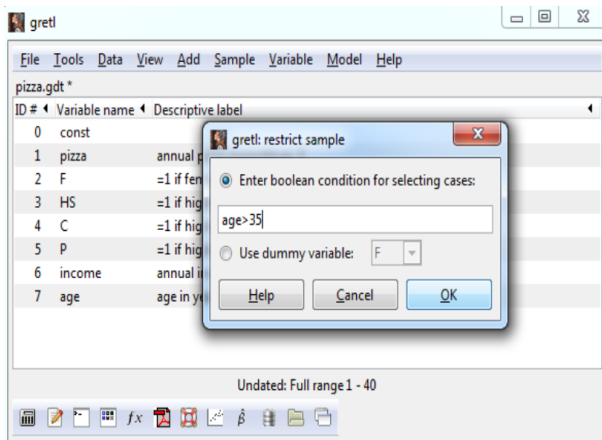 gretl
File Tools Data View Add Sample Variable Model Help
pizza.gdt *
ID # Variable name Descriptive label
0 const
gretl: restrict sample
1 pizza annual p
2 F =1 if fem
Enter boolean condition for selecting cases:
3 HS =1 if hig
4 C =1 if hig
age>35
5 P =1 if hig
Use dummy variable: F
6 income annual i
7 age age in ye
Help Cancel OK
Undated: Full range 1 - 40
fx β̂